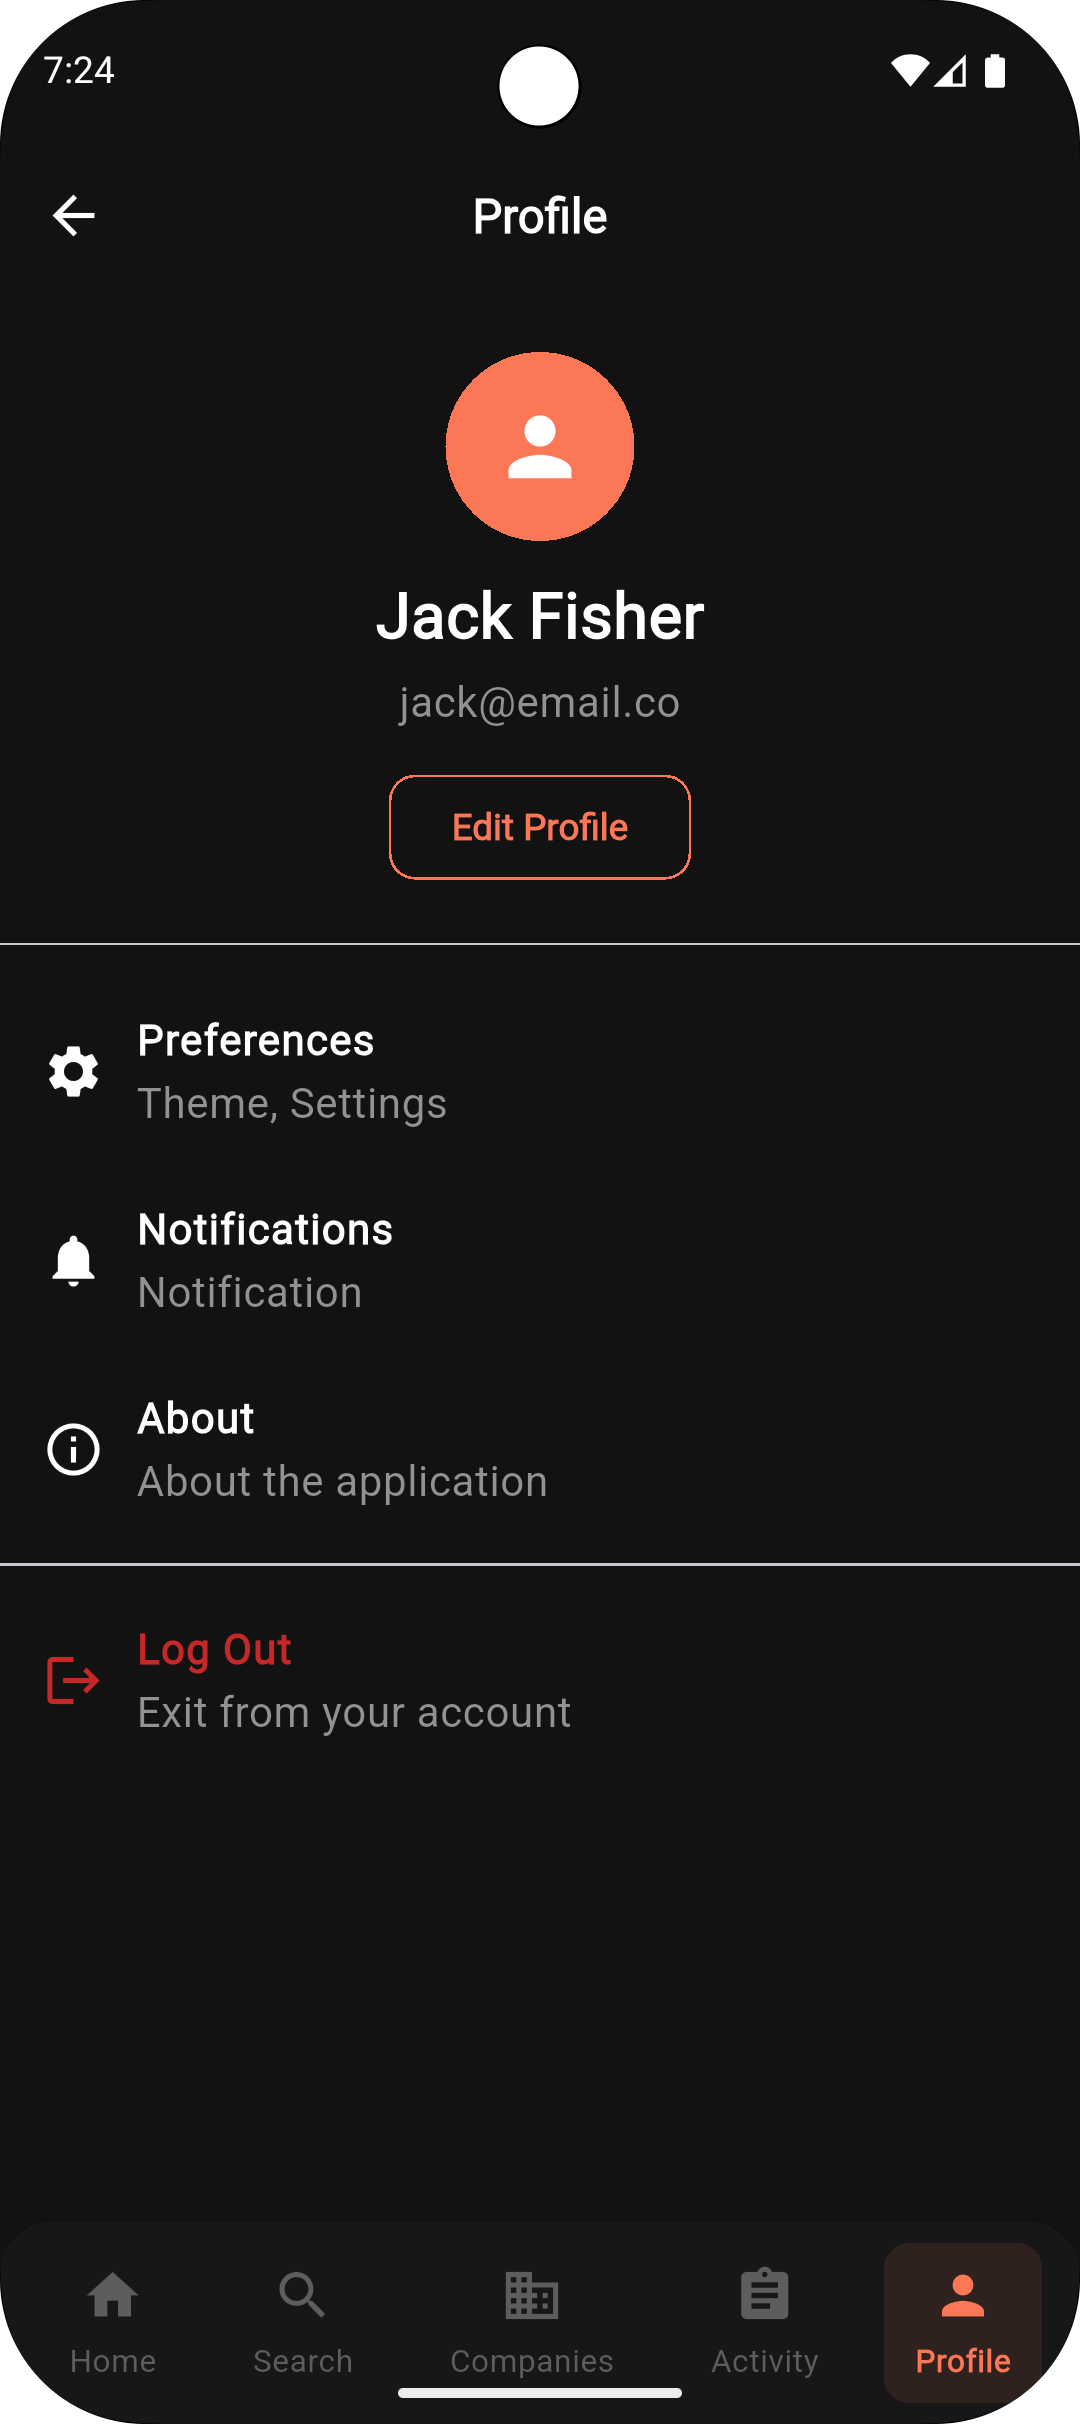 7:24
Profile
Jack Fisher
jack@email.co
Edit Profile
Preferences
Theme, Settings
Notifications
Notification
About
About the application
Log Out
Exit from your account
Home Search Companies Activity Profile